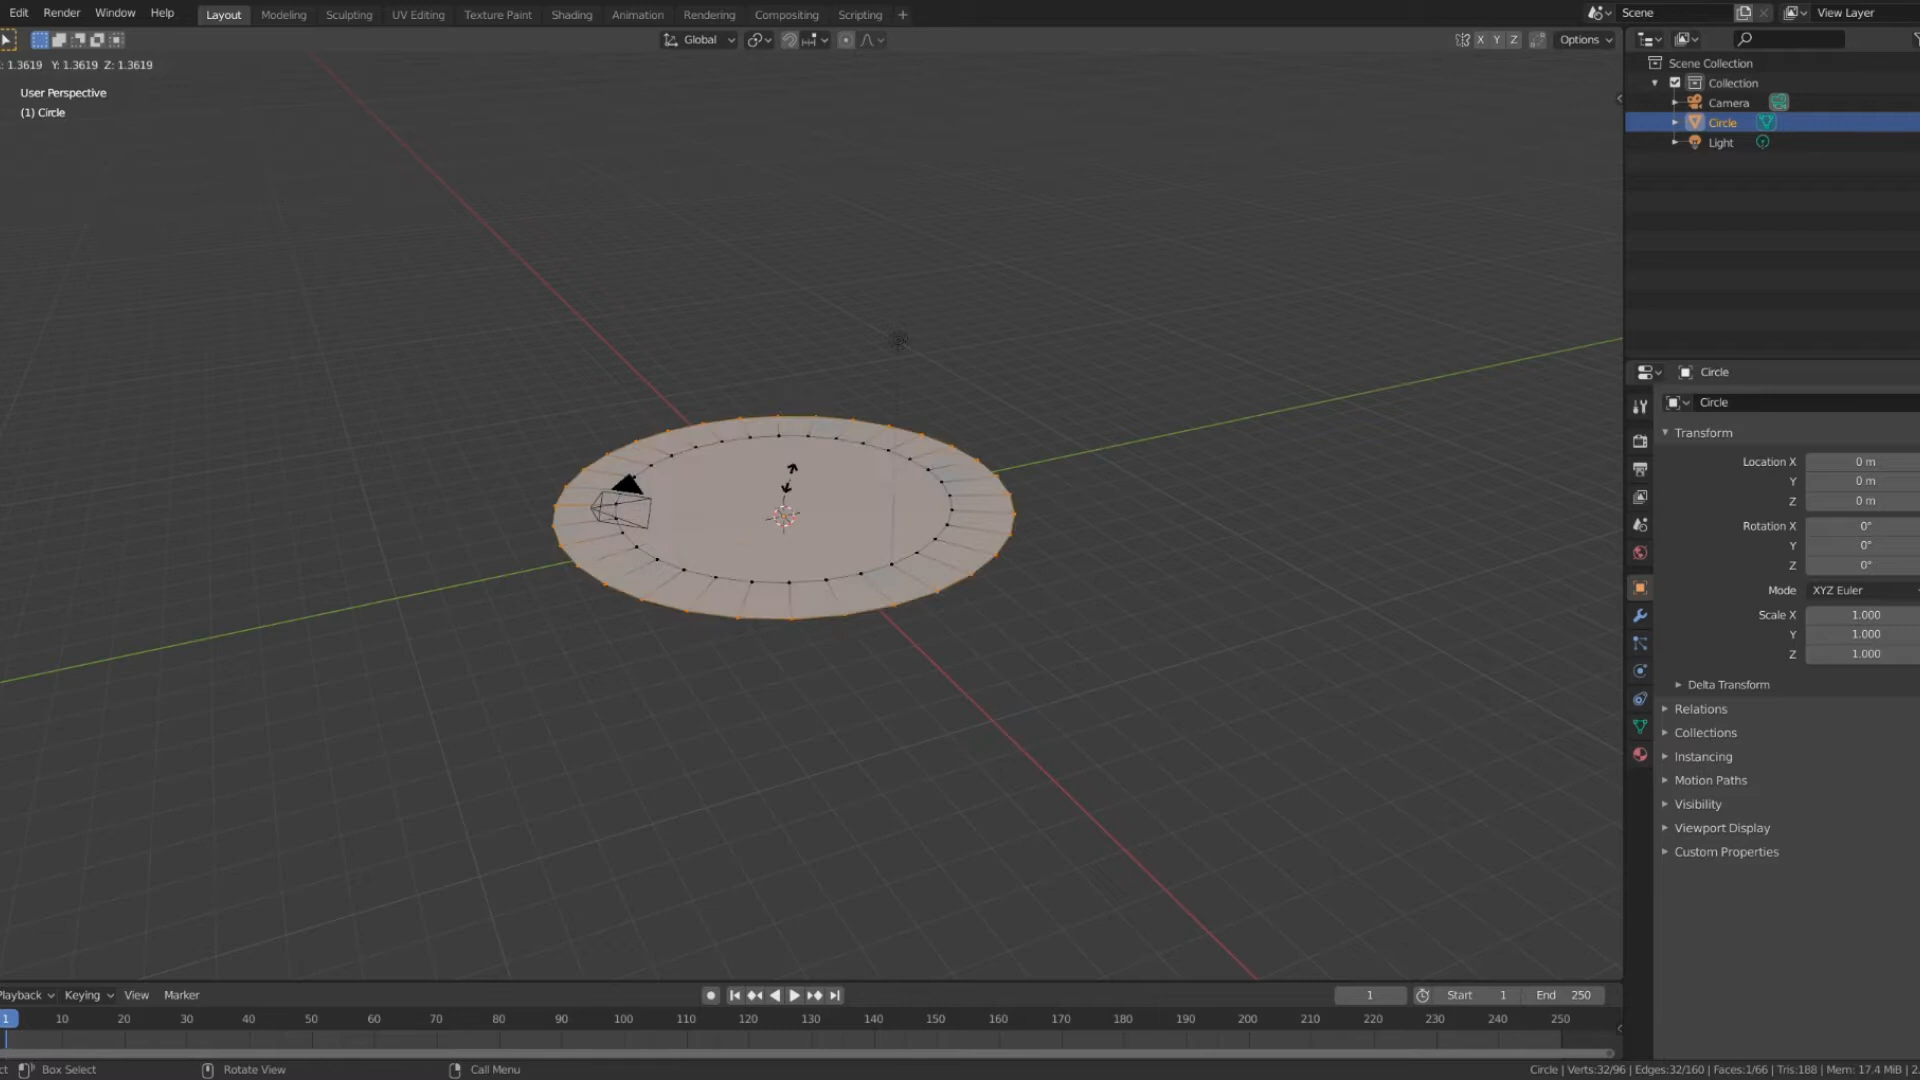 Edit Render Window Help Layout Modeling Sculpting UV Editing Texture Paint Shading Animation Rendering Compositing Scripting + Scene View Layer
Global X Y Z Options
: 1.3619 Y: 1.3619 Z: 1.3619
User Perspective
(1) Circle
Scene Collection
Collection
Camera
Circle
Light
Circle
Circle
Transform
Location X 0 m
Y 0 m
Z 0 m
Rotation X 0°
Y 0°
Z 0°
Mode XYZ Euler
Scale X 1.000
Y 1.000
Z 1.000
Delta Transform
Relations
Collections
Instancing
Motion Paths
Visibility
Viewport Display
Custom Properties
Playback Keying View Marker 1 Start 1 End 250
1 10 20 30 40 50 60 70 80 90 100 110 120 130 140 150 160 170 180 190 200 210 220 230 240 250
ct Box Select Rotate View Call Menu Circle | Verts:32/96 | Edges:32/160 | Faces:1/66 | Tris:188 | Mem: 17.4 MiB | 2.